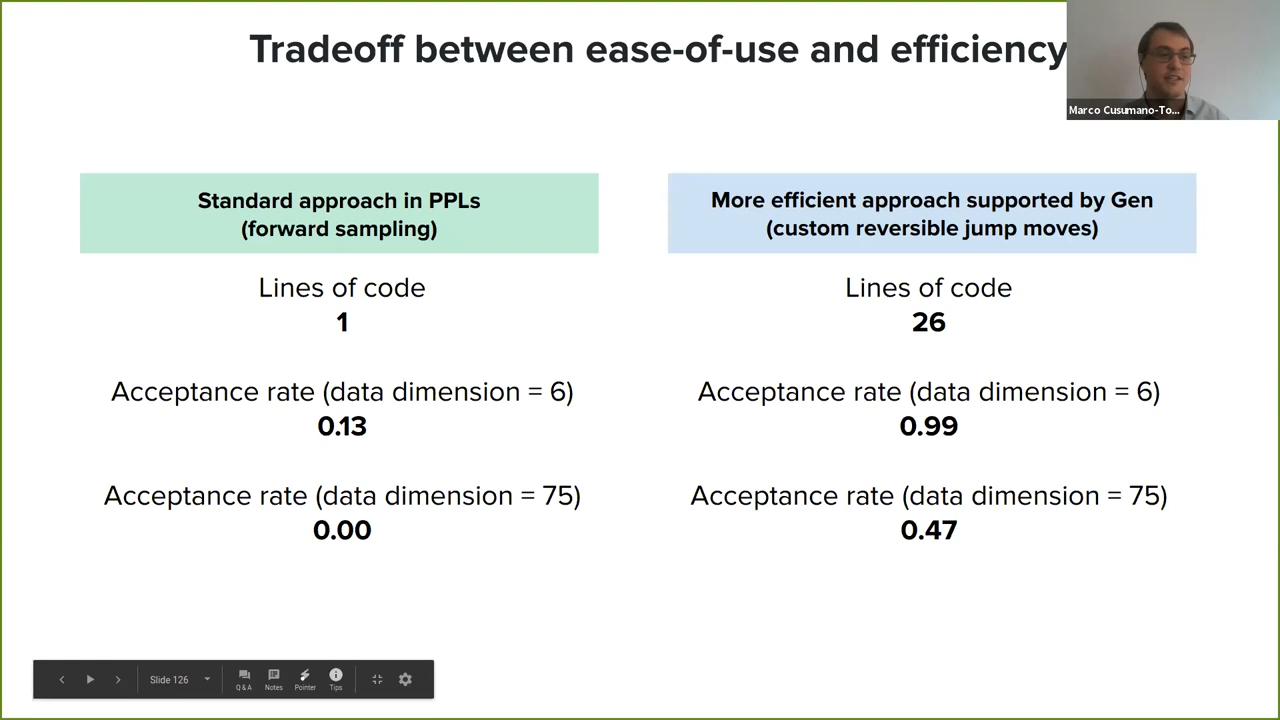 Tradeoff between ease-of-use and efficiency
Marco Cusumano-To...
Standard approach in PPLs
(forward sampling)
Lines of code
1
Acceptance rate (data dimension = 6)
0.13
Acceptance rate (data dimension = 75)
0.00
More efficient approach supported by Gen
(custom reversible jump moves)
Lines of code
26
Acceptance rate (data dimension = 6)
0.99
Acceptance rate (data dimension = 75)
0.47
Slide 126
Q & A
Notes
Pointer
Tips